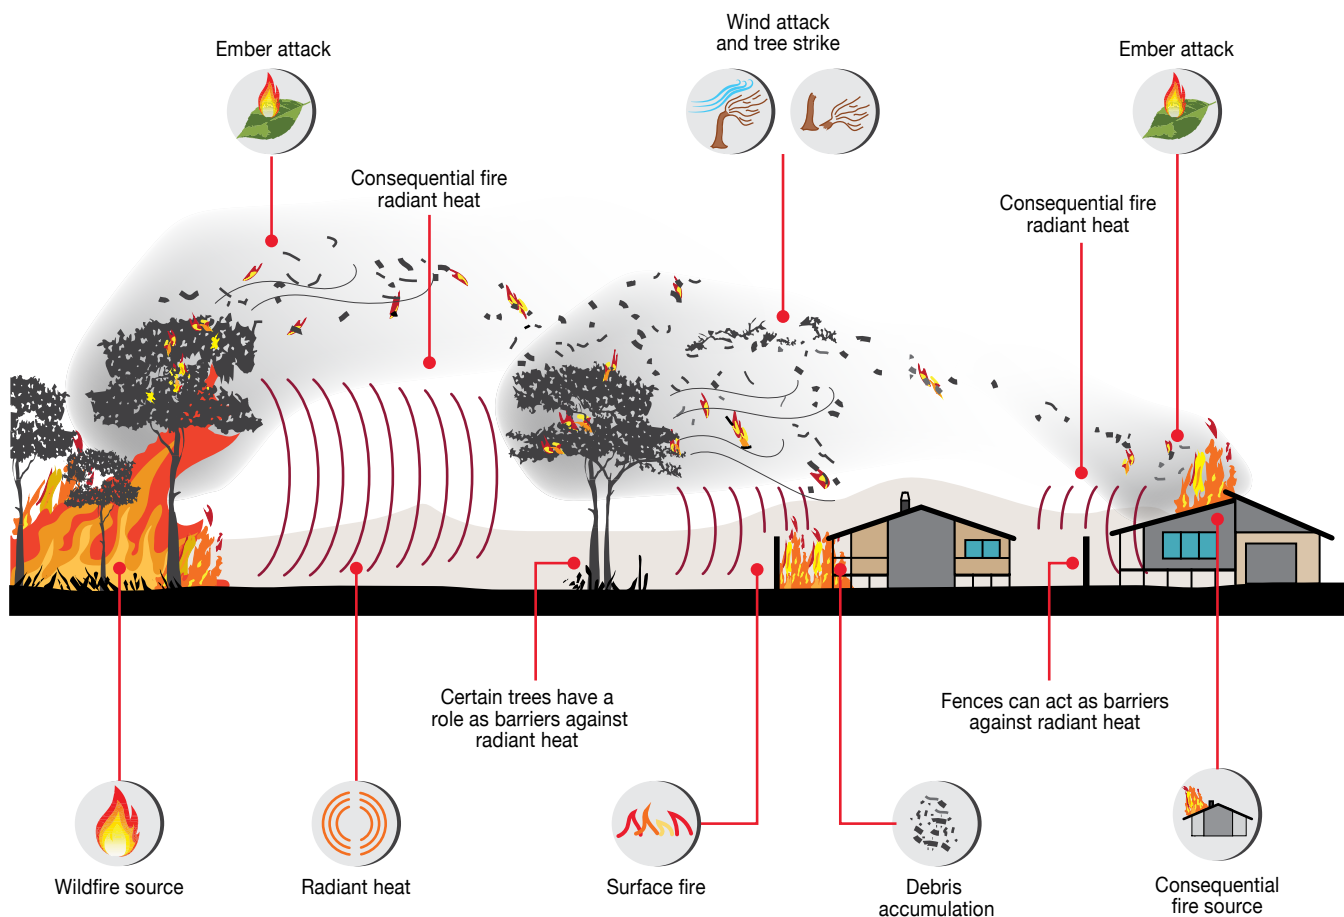 Ember attack
Wind attack
and tree strike
Ember attack
Consequential fire
radiant heat
Consequential fire
radiant heat
Certain trees have a
role as barriers against
radiant heat
Fences can act as barriers
against radiant heat
Wildfire source
Radiant heat
Surface fire
Debris
accumulation
Consequential
fire source